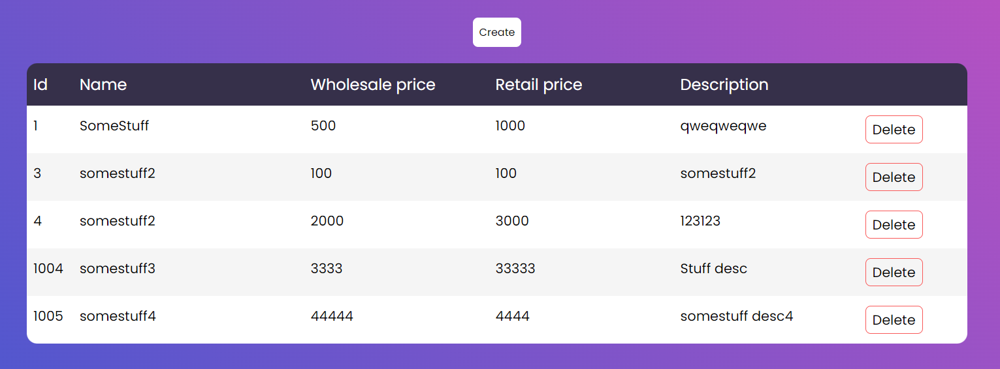 Create
Id Name Wholesale price Retail price Description
1 SomeStuff 500 1000 qweqweqwe Delete
3 somestuff2 100 100 somestuff2 Delete
4 somestuff2 2000 3000 123123 Delete
1004 somestuff3 3333 33333 Stuff desc Delete
1005 somestuff4 44444 4444 somestuff desc4 Delete